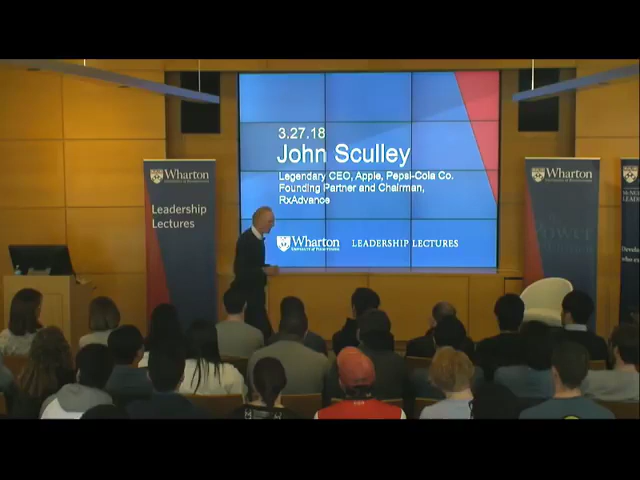 3.27.18
John Sculley
Legendary CEO, Apple, Pepsi-Cola Co.
Founding Partner and Chairman,
RxAdvance
Wharton LEADERSHIP LECTURES
Wharton
Leadership
Lectures
Wharton
Power